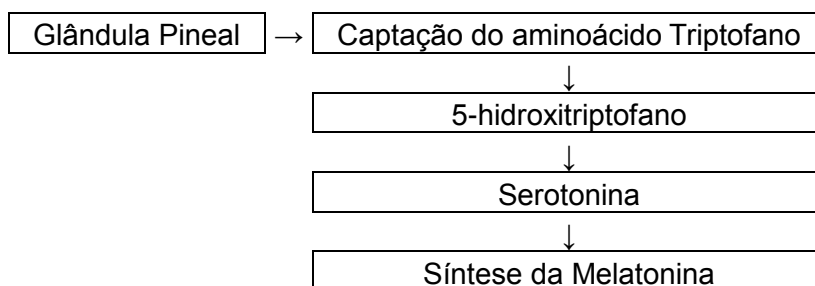 Glândula Pineal → Captação do aminoácido Triptofano
↓
5-hidroxitriptofano
↓
Serotonina
↓
Síntese da Melatonina